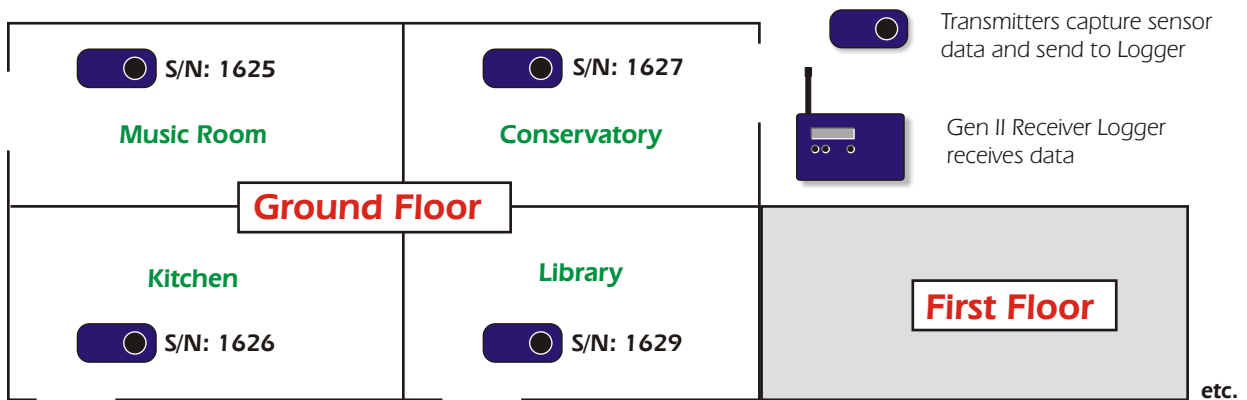 S/N: 1625
Music Room
S/N: 1627
Conservatory
Transmitters capture sensor
data and send to Logger
Gen II Receiver Logger
receives data
Ground Floor
Kitchen
S/N: 1626
Library
S/N: 1629
First Floor
etc.